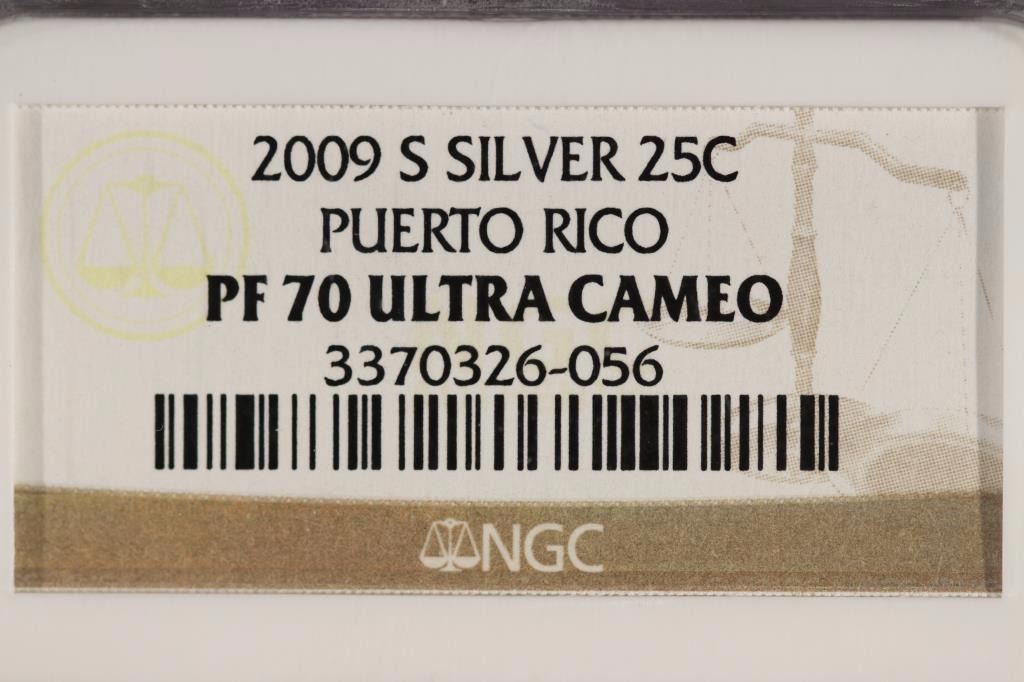 2009 S SILVER 25C
PUERTO RICO
PF 70 ULTRA CAMEO
3370326-056
NGC